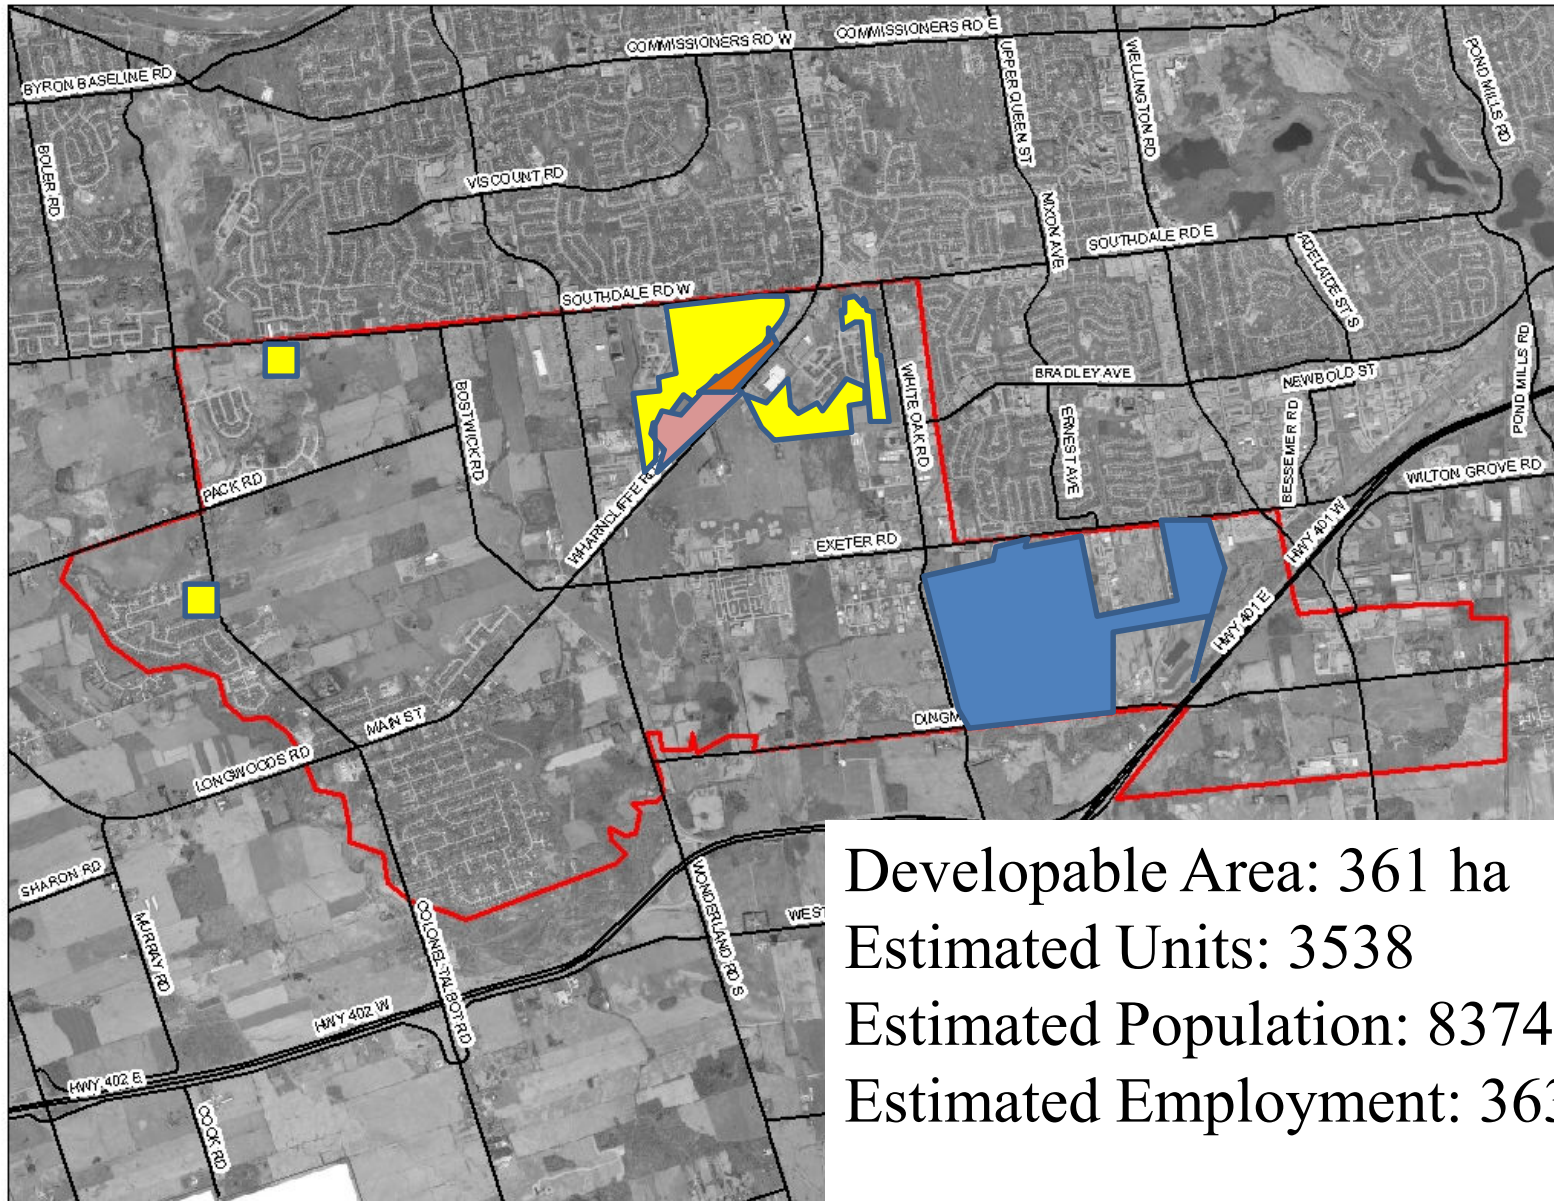 COMMISSIONERS RD W
COMMISSIONERS RD E
BYRON BASELINE RD
UPPER QUEEN ST
WELLINGTON RD
POND MILLS RD
BOLER RD
VISCOUNT RD
NIXON AVE
SOUTHDALE RD E
ADELAIDE ST S
SOUTHDALE RD W
POND MILLS RD
BRADLEY AVE
NEWBOLD ST
WHITE OAK RD
BOSTWICK RD
ERNEST AVE
BESSEMER RD
WILTON GROVE RD
PACK RD
WHARNCLIFFE RD
HWY 401 W
EXETER RD
HWY 401 E
MAIN ST
LONGWOODS RD
SHARON RD
MURRAY RD
COLONEL TALBOT RD
WONDERLAND RD S
HWY 402 W
HWY 402 E
COOK RD
Developable Area: 361 ha
Estimated Units: 3538
Estimated Population: 8374
Estimated Employment: